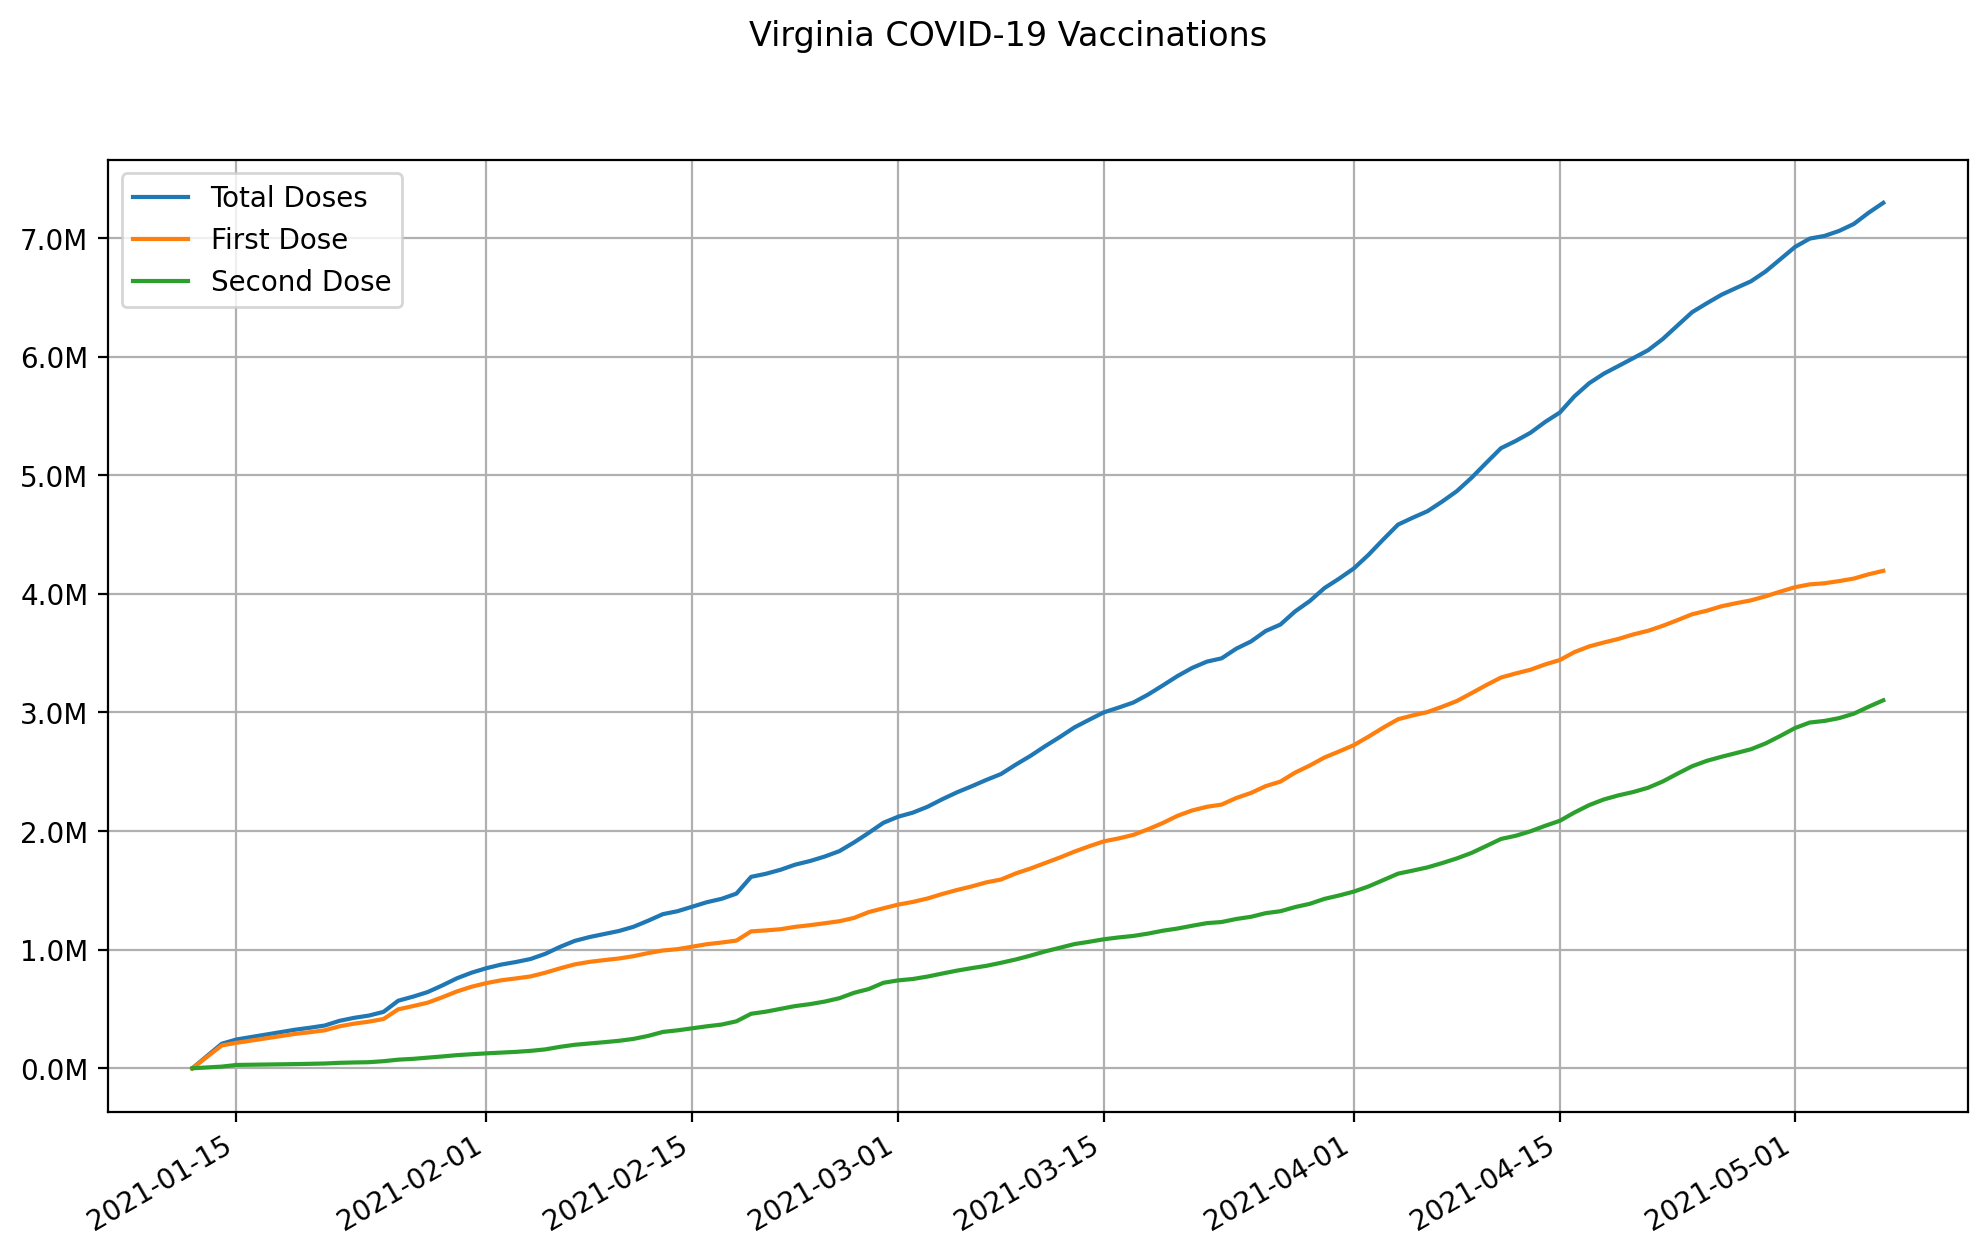 Virginia COVID-19 Vaccinations
Total Doses
First Dose
Second Dose
7.0M
6.0M
5.0M
4.0M
3.0M
2.0M
1.0M
0.0M
2021-01-15
2021-02-01
2021-02-15
2021-03-01
2021-03-15
2021-04-01
2021-04-15
2021-05-01